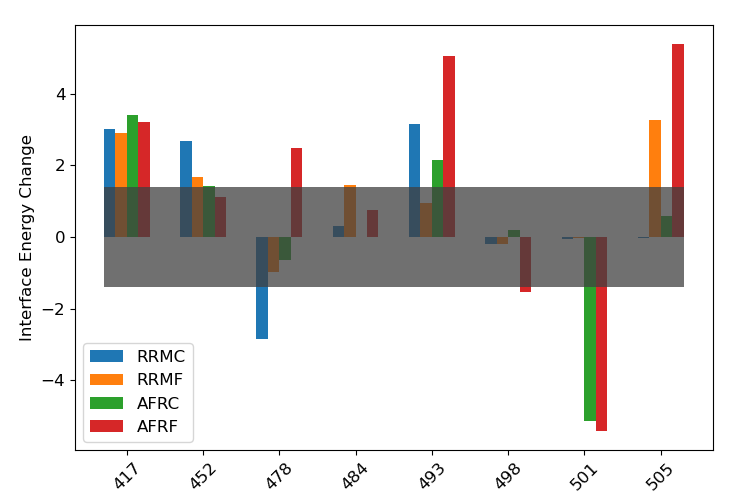 Interface Energy Change
4
2
0
−2
−4
RRMC
RRMF
AFRC
AFRF
417 452 478 484 493 498 501 505